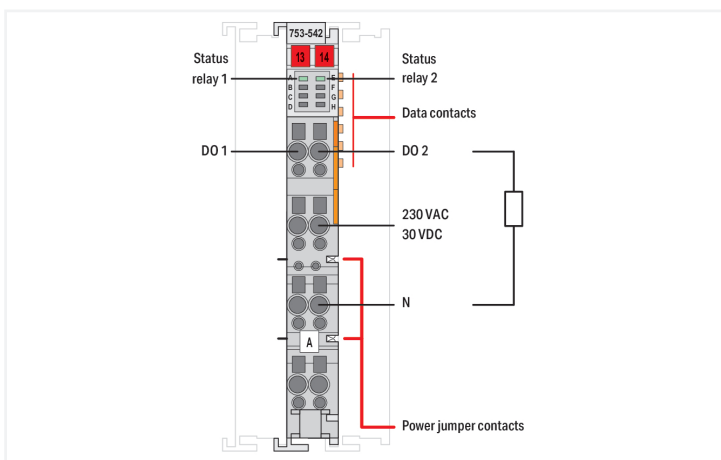 753-542
13 14
Status
relay 1
Status
relay 2
A E
B F
C G
D H
Data contacts
DO 1
DO 2
230 VAC
30 VDC
N
A
Power jumper contacts